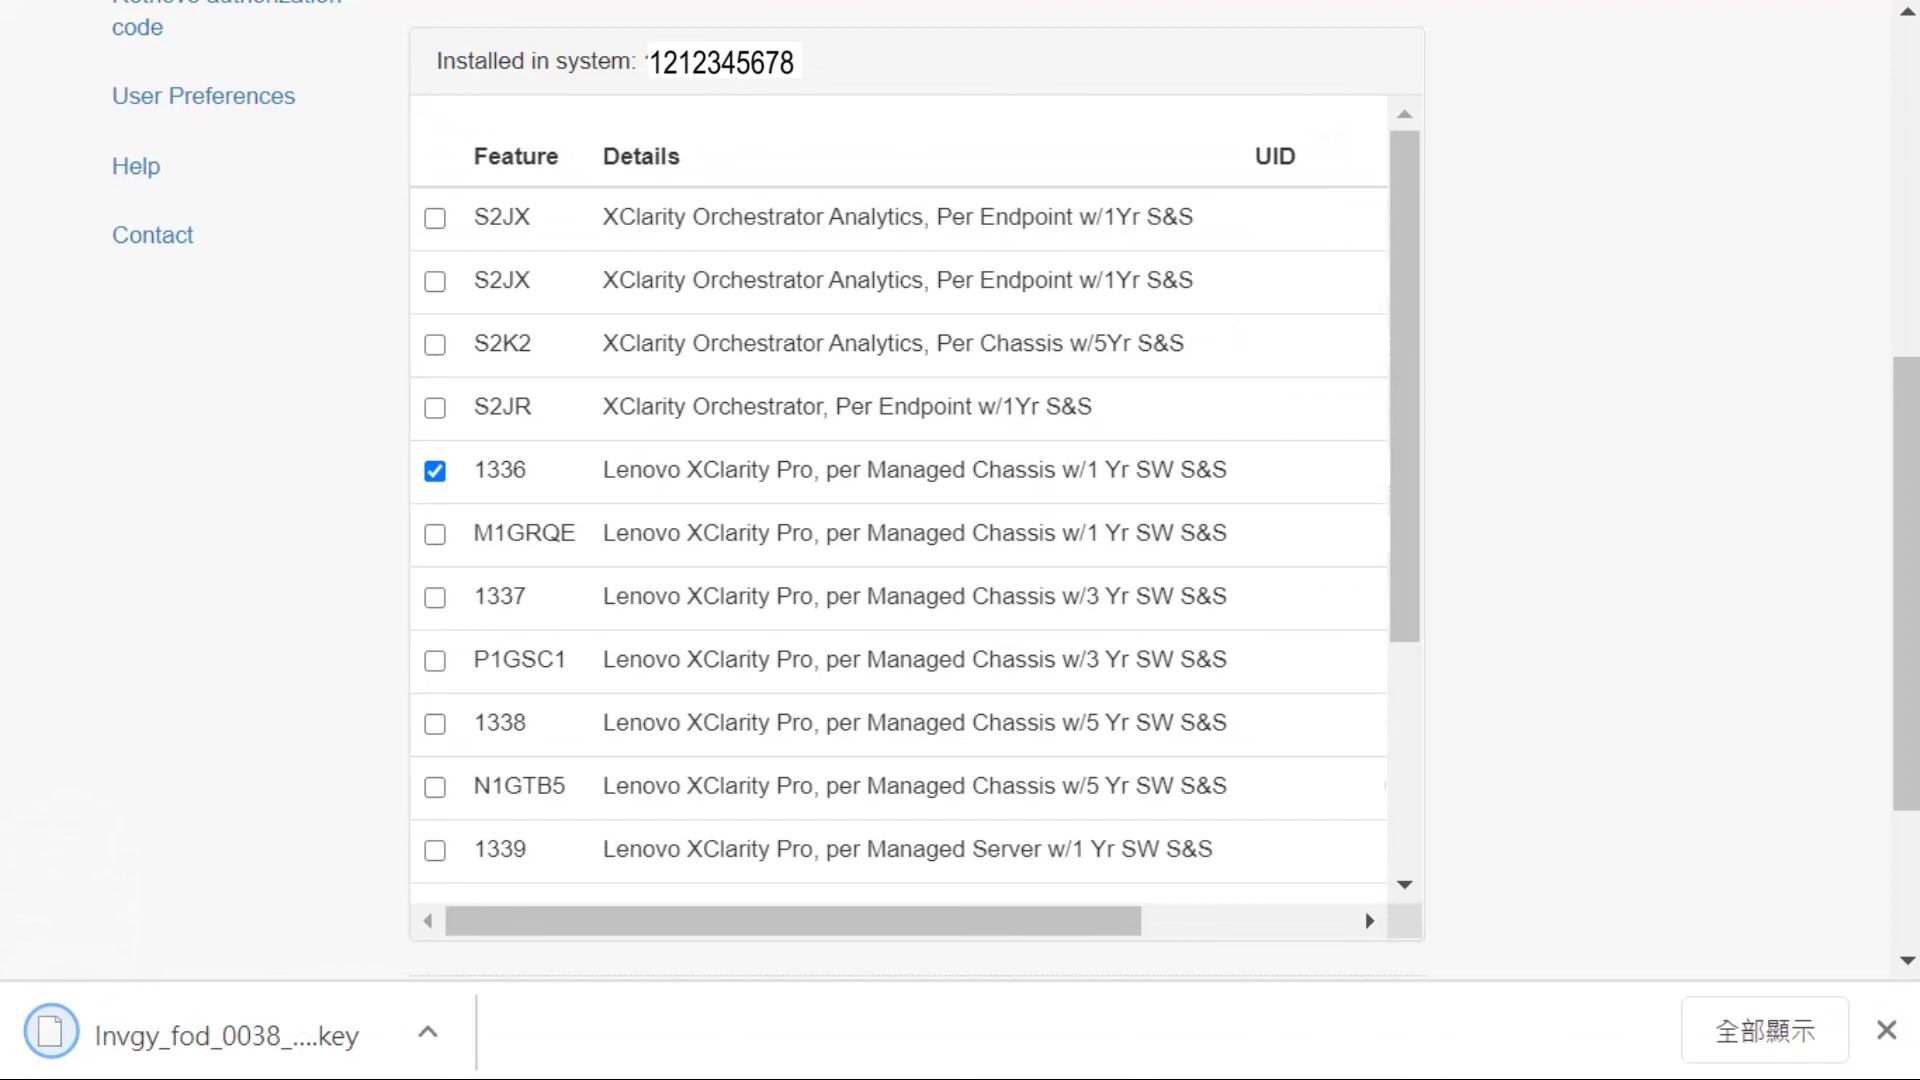 Retrieve authorization
code
User Preferences
Help
Contact
Installed in system: 1212345678
Feature Details UID
S2JX XClarity Orchestrator Analytics, Per Endpoint w/1Yr S&S
S2JX XClarity Orchestrator Analytics, Per Endpoint w/1Yr S&S
S2K2 XClarity Orchestrator Analytics, Per Chassis w/5Yr S&S
S2JR XClarity Orchestrator, Per Endpoint w/1Yr S&S
1336 Lenovo XClarity Pro, per Managed Chassis w/1 Yr SW S&S
M1GRQE Lenovo XClarity Pro, per Managed Chassis w/1 Yr SW S&S
1337 Lenovo XClarity Pro, per Managed Chassis w/3 Yr SW S&S
P1GSC1 Lenovo XClarity Pro, per Managed Chassis w/3 Yr SW S&S
1338 Lenovo XClarity Pro, per Managed Chassis w/5 Yr SW S&S
N1GTB5 Lenovo XClarity Pro, per Managed Chassis w/5 Yr SW S&S
1339 Lenovo XClarity Pro, per Managed Server w/1 Yr SW S&S
lnvgy_fod_0038_....key
全部顯示